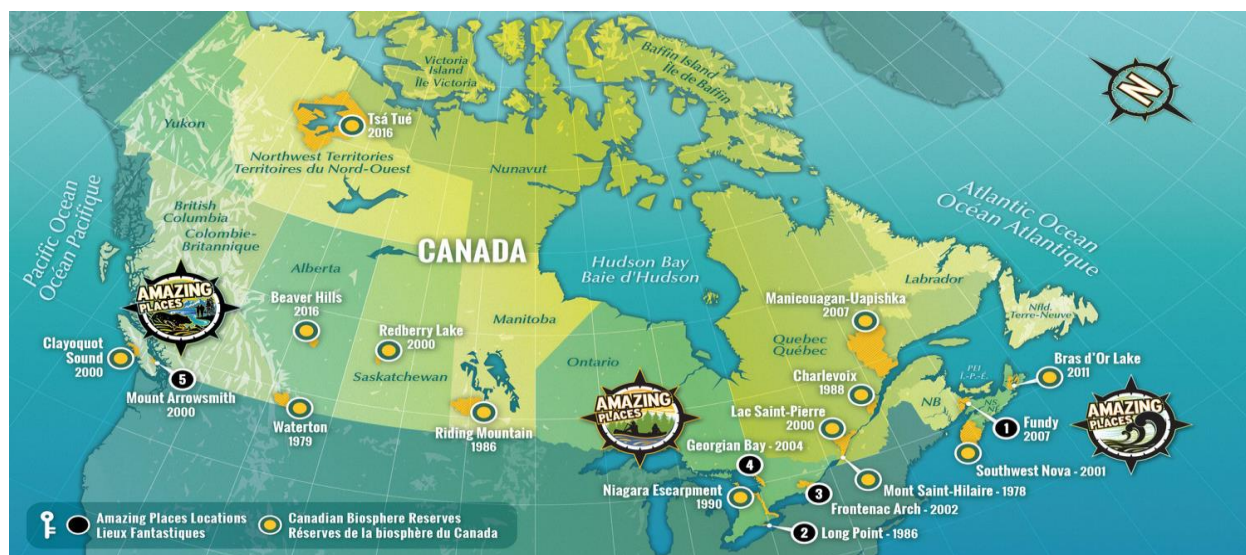 Victoria
Island
Île Victoria
Baffin Island
Île de Baffin
N
Tsá Tué
2016
Yukon
Northwest Territories
Territoires du Nord-Ouest
Nunavut
British
Columbia
Colombie-
Britannique
Pacific Ocean
Océan Pacifique
CANADA
Hudson Bay
Baie d'Hudson
Atlantic Ocean
Océan Atlantique
Labrador
Nfld.
Terre-Neuve
Alberta
AMAZING
PLACES
Beaver Hills
2016
Redberry Lake
2000
Manitoba
Manicouagan-Uapishka
2007
Clayoquot
Sound
2000
5
Mount Arrowsmith
2000
Saskatchewan
Ontario
Quebec
Québec
PEI
I.-P.-É.
Bras d'Or Lake
2011
Charlevoix
1988
NB
NS
Waterton
1979
Riding Mountain
1986
AMAZING
PLACES
Lac Saint-Pierre
2000
1
Fundy
2007
AMAZING
PLACES
Georgian Bay - 2004
4
Southwest Nova - 2001
Niagara Escarpment
1990
Mont Saint-Hilaire - 1978
3
Frontenac Arch - 2002
2
Long Point - 1986
Amazing Places Locations
Lieux Fantastiques
Canadian Biosphere Reserves
Réserves de la biosphère du Canada